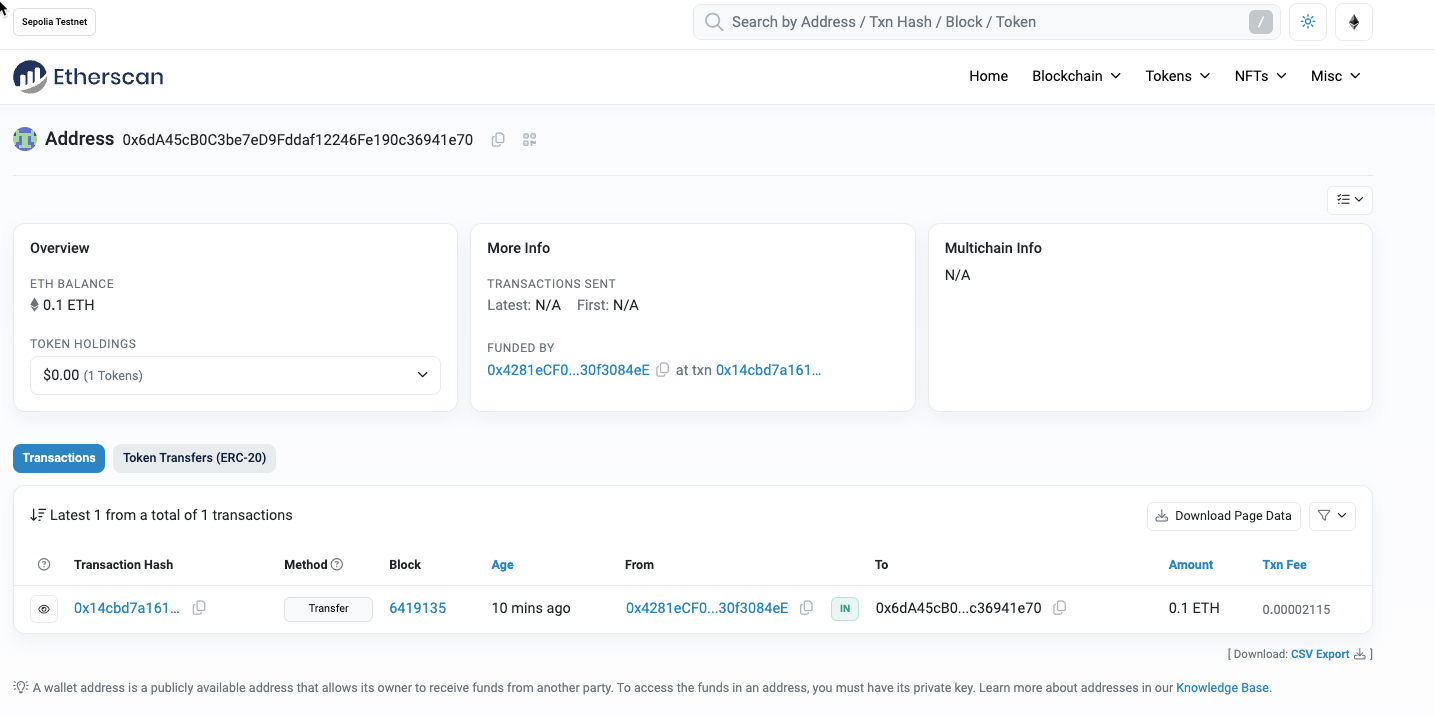 Sepolia Testnet
Search by Address / Txn Hash / Block / Token
/
Etherscan
Home Blockchain Tokens NFTs Misc
Address 0x6dA45cB0C3be7eD9Fddaf12246Fe190c36941e70
Overview
ETH BALANCE
0.1 ETH
TOKEN HOLDINGS
$0.00 (1 Tokens)
More Info
TRANSACTIONS SENT
Latest: N/A First: N/A
FUNDED BY
0x4281eCF0...30f3084eE at txn 0x14cbd7a161...
Multichain Info
N/A
Transactions Token Transfers (ERC-20)
Latest 1 from a total of 1 transactions
Download Page Data
Transaction Hash Method Block Age From To Amount Txn Fee
0x14cbd7a161... Transfer 6419135 10 mins ago 0x4281eCF0...30f3084eE IN 0x6dA45cB0...c36941e70 0.1 ETH 0.00002115
[ Download: CSV Export ]
A wallet address is a publicly available address that allows its owner to receive funds from another party. To access the funds in an address, you must have its private key. Learn more about addresses in our Knowledge Base.